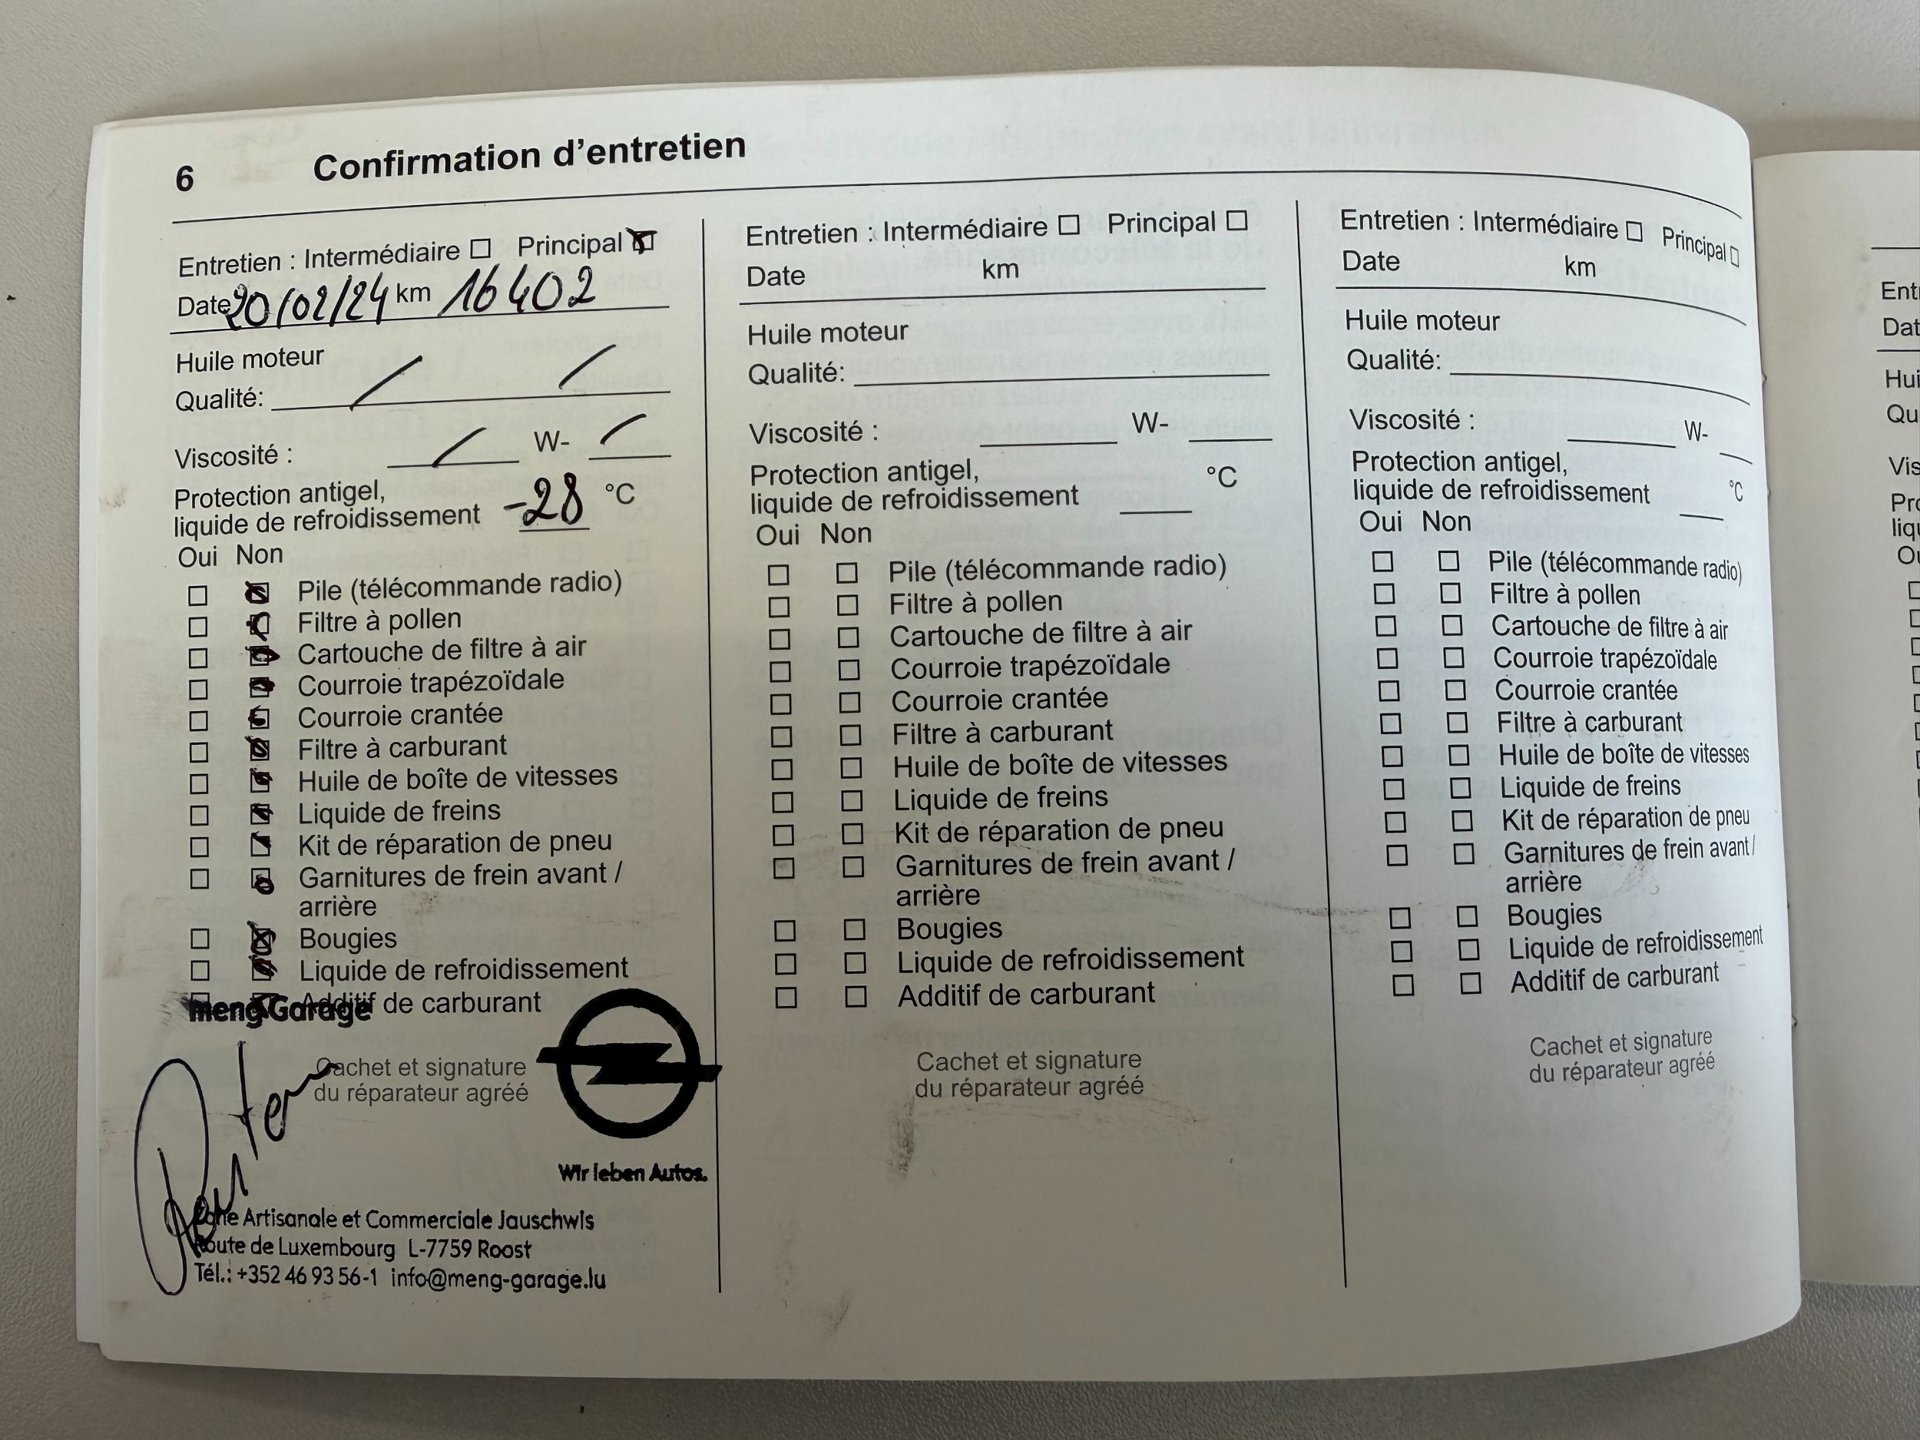 6 Confirmation d'entretien
Entretien : Intermédiaire Principal
Date 20/02/24 km 16402
Huile moteur
Qualité:
Viscosité : W-
Protection antigel,
liquide de refroidissement -28 °C
Oui Non
Pile (télécommande radio)
Filtre à pollen
Cartouche de filtre à air
Courroie trapézoïdale
Courroie crantée
Filtre à carburant
Huile de boîte de vitesses
Liquide de freins
Kit de réparation de pneu
Garnitures de frein avant /
arrière
Bougies
Liquide de refroidissement
Additif de carburant
meng Garage
Cachet et signature
du réparateur agréé
Wir leben Autos.
Zone Artisanale et Commerciale Jauschwis
Route de Luxembourg L-7759 Roost
Tél.: +352 46 93 56-1 info@meng-garage.lu
Entretien : Intermédiaire Principal
Date km
Huile moteur
Qualité:
Viscosité : W-
Protection antigel,
liquide de refroidissement °C
Oui Non
Pile (télécommande radio)
Filtre à pollen
Cartouche de filtre à air
Courroie trapézoïdale
Courroie crantée
Filtre à carburant
Huile de boîte de vitesses
Liquide de freins
Kit de réparation de pneu
Garnitures de frein avant /
arrière
Bougies
Liquide de refroidissement
Additif de carburant
Cachet et signature
du réparateur agréé
Entretien : Intermédiaire Principal
Date km
Huile moteur
Qualité:
Viscosité : W-
Protection antigel,
liquide de refroidissement °C
Oui Non
Pile (télécommande radio)
Filtre à pollen
Cartouche de filtre à air
Courroie trapézoïdale
Courroie crantée
Filtre à carburant
Huile de boîte de vitesses
Liquide de freins
Kit de réparation de pneu
Garnitures de frein avant /
arrière
Bougies
Liquide de refroidissement
Additif de carburant
Cachet et signature
du réparateur agréé